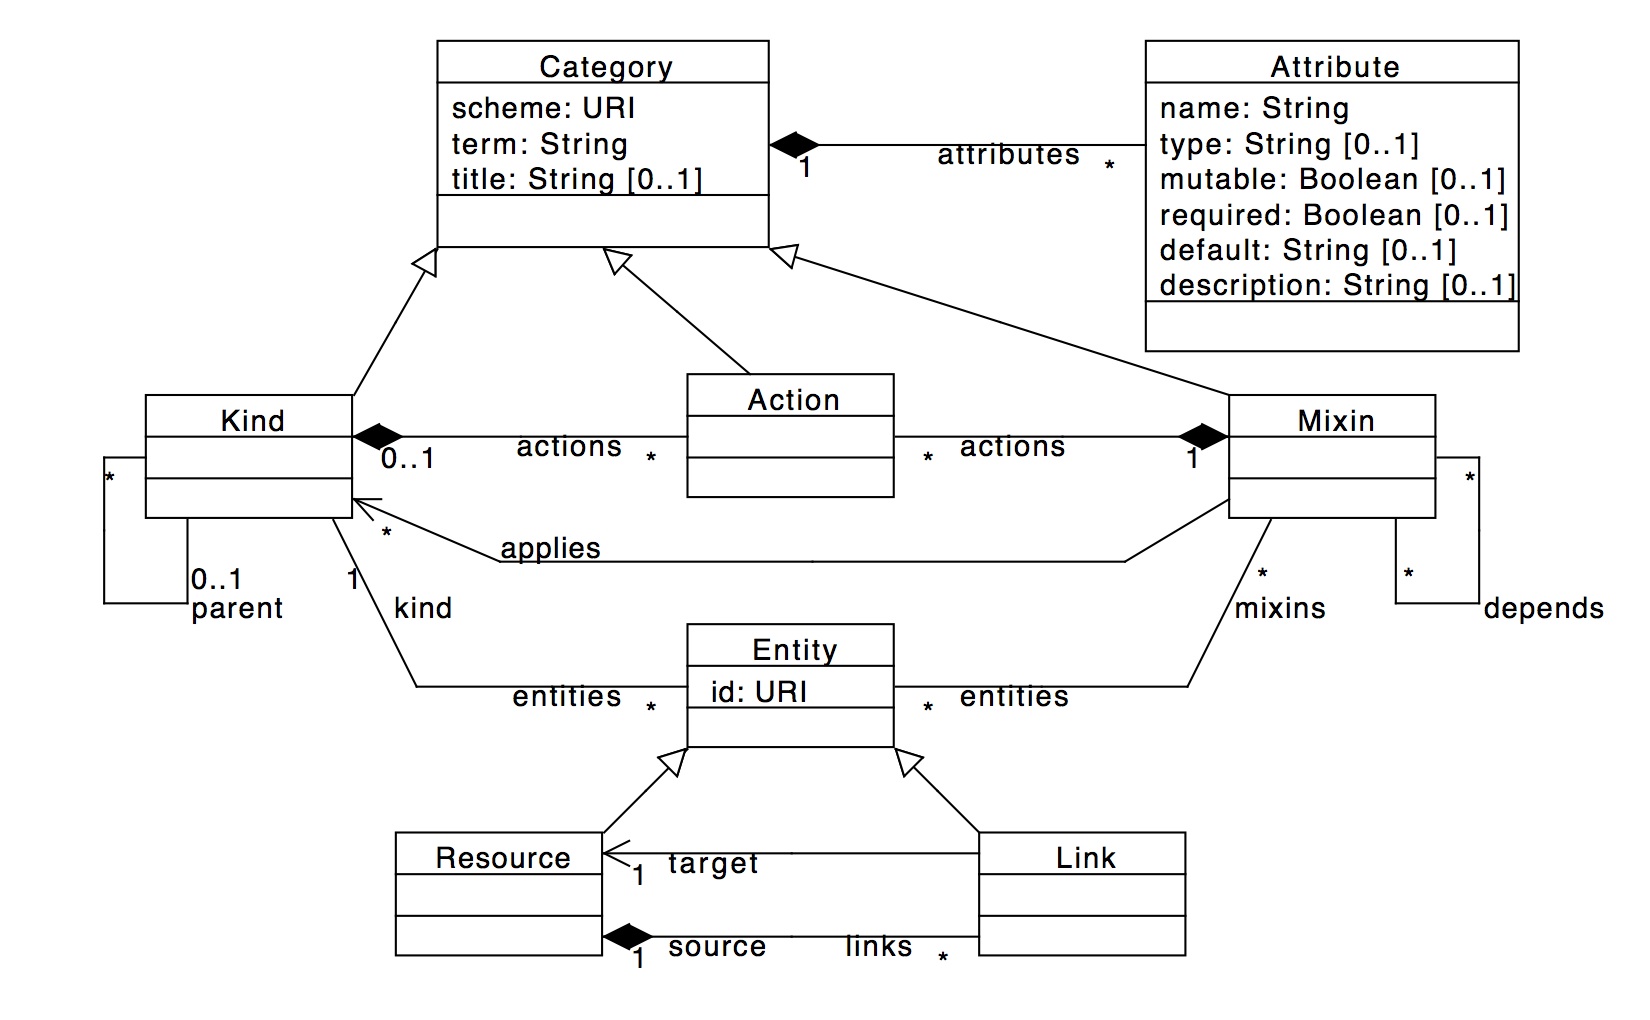 Category
scheme: URI
term: String
title: String [0..1]
1
attributes
*
Attribute
name: String
type: String [0..1]
mutable: Boolean [0..1]
required: Boolean [0..1]
default: String [0..1]
description: String [0..1]
Kind
0..1
actions
*
Action
*
actions
1
Mixin
*
0..1
parent
*
applies
*
*
depends
1
kind
*
mixins
entities
*
Entity
id: URI
*
entities
Resource
1
target
Link
1
source
links
*